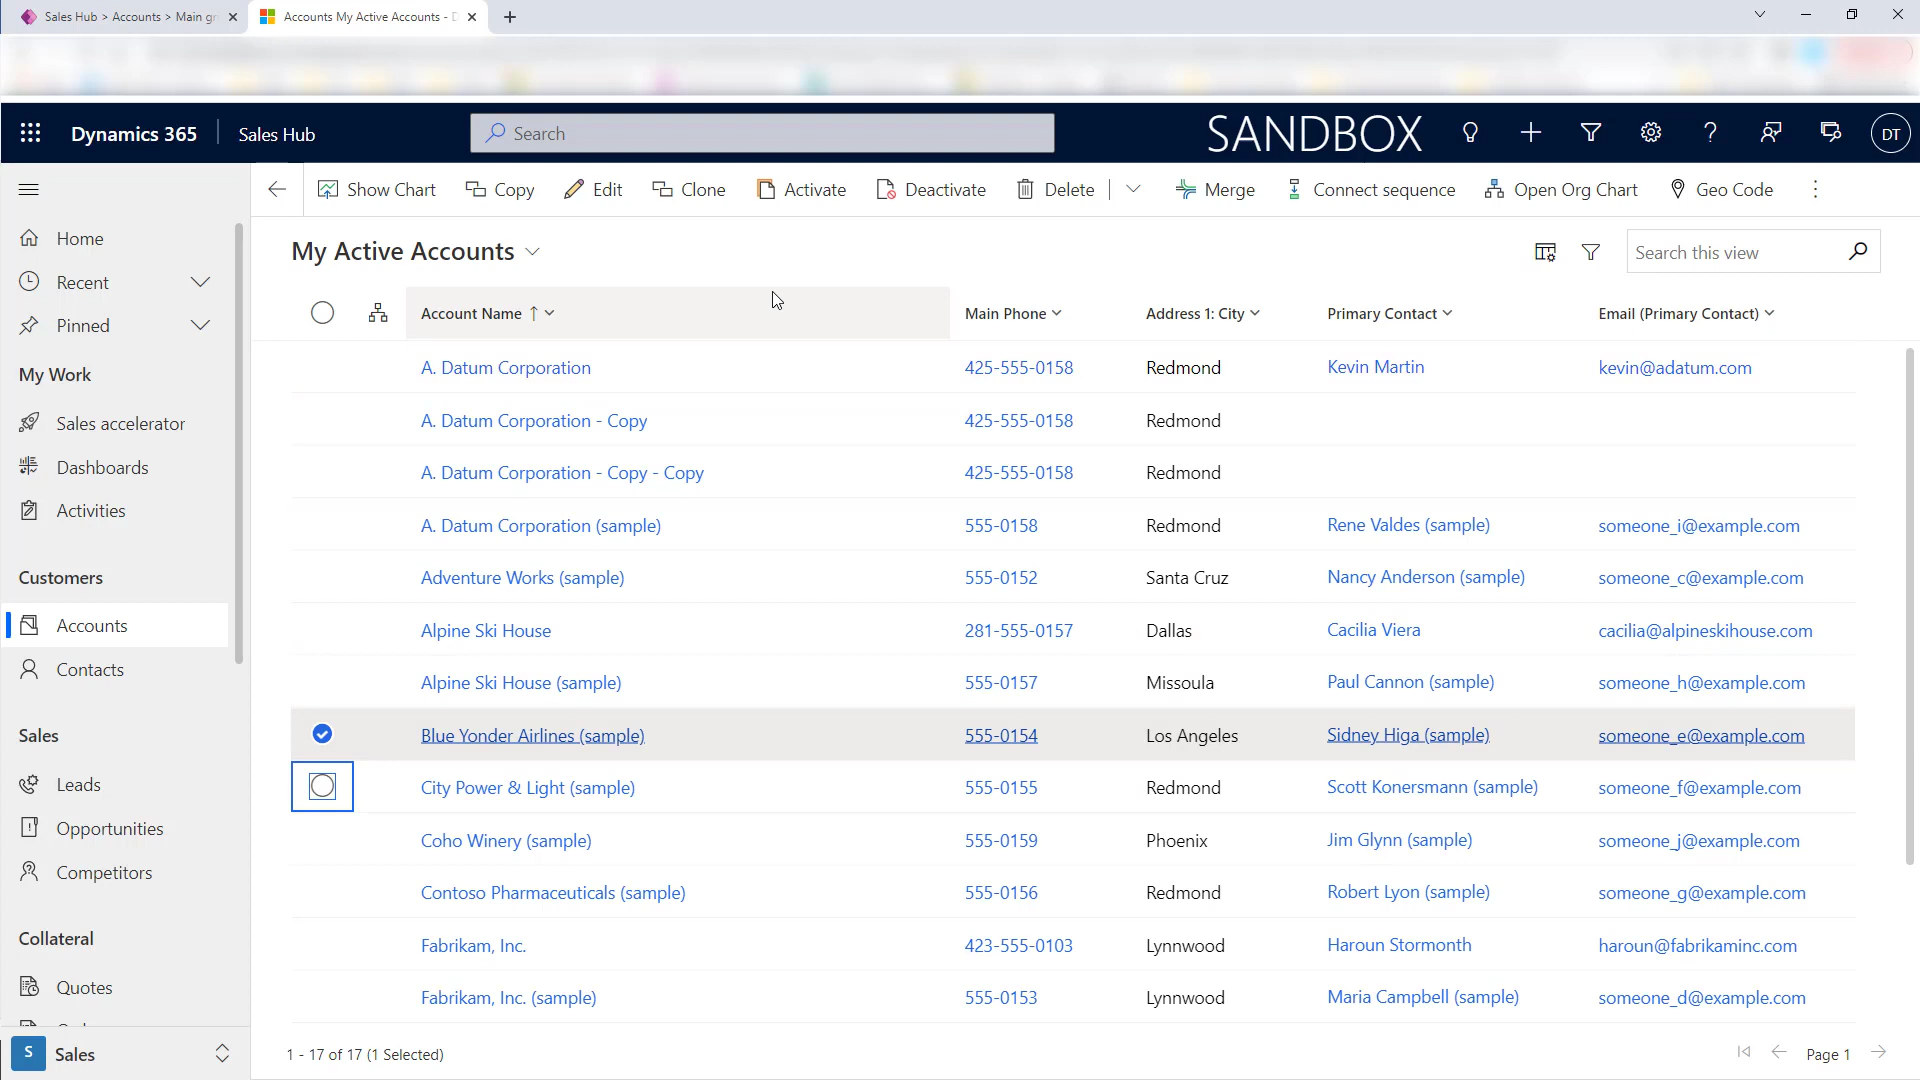 Sales Hub > Accounts > Main gr
Accounts My Active Accounts -
Dynamics 365
Sales Hub
Search
SANDBOX
DT
Show Chart
Copy
Edit
Clone
Activate
Deactivate
Delete
Merge
Connect sequence
Open Org Chart
Geo Code
Home
Recent
Pinned
My Work
Sales accelerator
Dashboards
Activities
Customers
Accounts
Contacts
Sales
Leads
Opportunities
Competitors
Collateral
Quotes
S Sales
My Active Accounts
Search this view
Account Name Main Phone Address 1: City Primary Contact Email (Primary Contact)
A. Datum Corporation 425-555-0158 Redmond Kevin Martin kevin@adatum.com
A. Datum Corporation - Copy 425-555-0158 Redmond
A. Datum Corporation - Copy - Copy 425-555-0158 Redmond
A. Datum Corporation (sample) 555-0158 Redmond Rene Valdes (sample) someone_i@example.com
Adventure Works (sample) 555-0152 Santa Cruz Nancy Anderson (sample) someone_c@example.com
Alpine Ski House 281-555-0157 Dallas Cacilia Viera cacilia@alpineskihouse.com
Alpine Ski House (sample) 555-0157 Missoula Paul Cannon (sample) someone_h@example.com
Blue Yonder Airlines (sample) 555-0154 Los Angeles Sidney Higa (sample) someone_e@example.com
City Power & Light (sample) 555-0155 Redmond Scott Konersmann (sample) someone_f@example.com
Coho Winery (sample) 555-0159 Phoenix Jim Glynn (sample) someone_j@example.com
Contoso Pharmaceuticals (sample) 555-0156 Redmond Robert Lyon (sample) someone_g@example.com
Fabrikam, Inc. 423-555-0103 Lynnwood Haroun Stormonth haroun@fabrikaminc.com
Fabrikam, Inc. (sample) 555-0153 Lynnwood Maria Campbell (sample) someone_d@example.com
1 - 17 of 17 (1 Selected)
Page 1